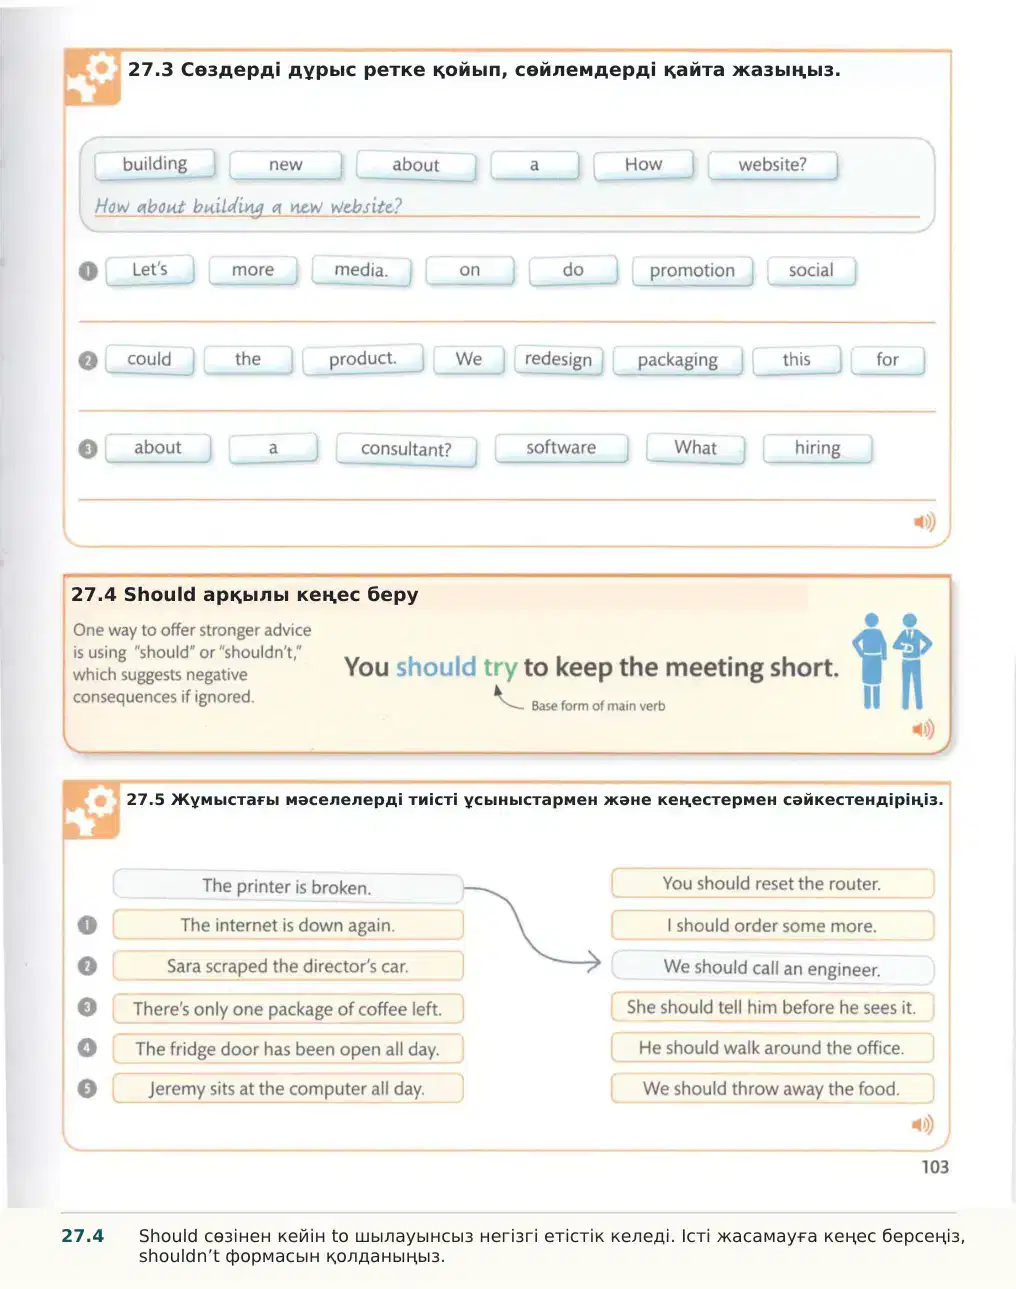 27.3 Сөздерді дұрыс ретке қойып, сөйлемдерді қайта жазыңыз.
building new about a How website?
How about building a new website?
1 Let's more media. on do promotion social
2 could the product. We redesign packaging this for
3 about a consultant? software What hiring
27.4 Should арқылы кеңес беру
One way to offer stronger advice
is using "should" or "shouldn't,"
which suggests negative
consequences if ignored.
You should try to keep the meeting short.
Base form of main verb
27.5 Жұмыстағы мәселелерді тиісті ұсыныстармен және кеңестермен сәйкестендіріңіз.
The printer is broken.
1 The internet is down again.
2 Sara scraped the director's car.
3 There's only one package of coffee left.
4 The fridge door has been open all day.
5 Jeremy sits at the computer all day.
You should reset the router.
I should order some more.
We should call an engineer.
She should tell him before he sees it.
He should walk around the office.
We should throw away the food.
103
27.4 Should сөзінен кейін to шылауынсыз негізгі етістік келеді. Істі жасамауға кеңес берсеңіз,
shouldn’t формасын қолданыңыз.